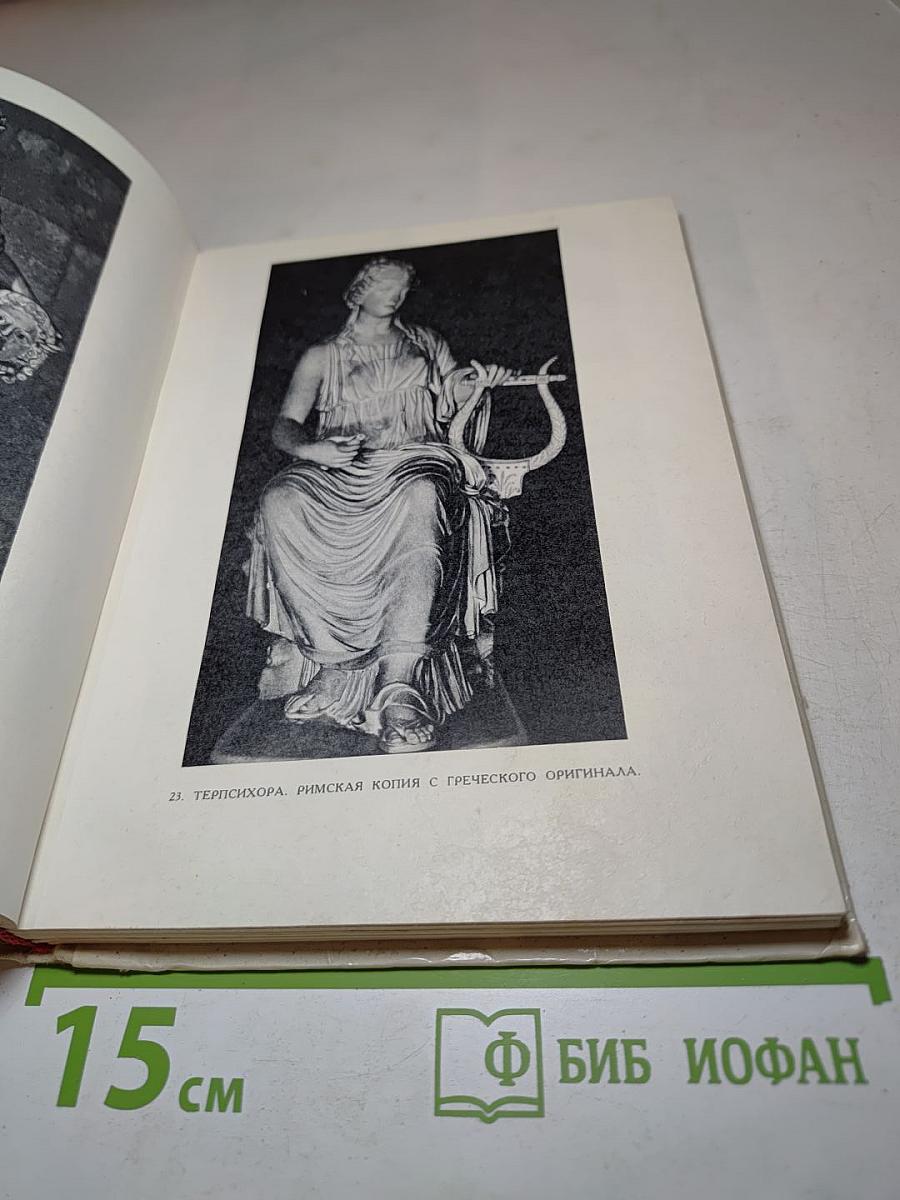 23. ТЕРПСИХОРА. РИМСКАЯ КОПИЯ С ГРЕЧЕСКОГО ОРИГИНАЛА.
15 см
Ф БИБ ИОФАН